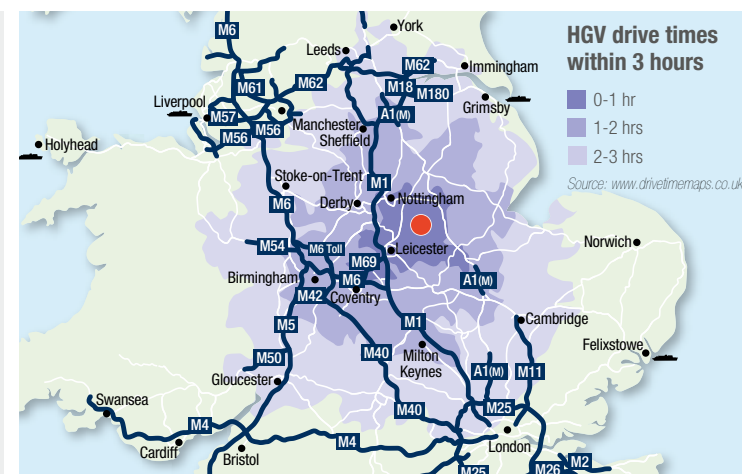 M6
York
Leeds
M62
Immingham
HGV drive times
within 3 hours
M61
M62
M18
M180
0-1 hr
1-2 hrs
2-3 hrs
Source: www.drivetimemaps.co.uk
Liverpool
Grimsby
M57
M56
M56
Manchester
A1(M)
Sheffield
Holyhead
Stoke-on-Trent
M1
M6
Derby
Nottingham
M54
M6 Toll
Leicester
Norwich
M69
Birmingham
M6
A1(M)
M42
Coventry
M5
M1
Cambridge
Felixstowe
M50
M40
Milton
Keynes
A1(M)
M11
Gloucester
Swansea
M40
M25
M4
M4
London
Cardiff
Bristol
M25
M26
M2